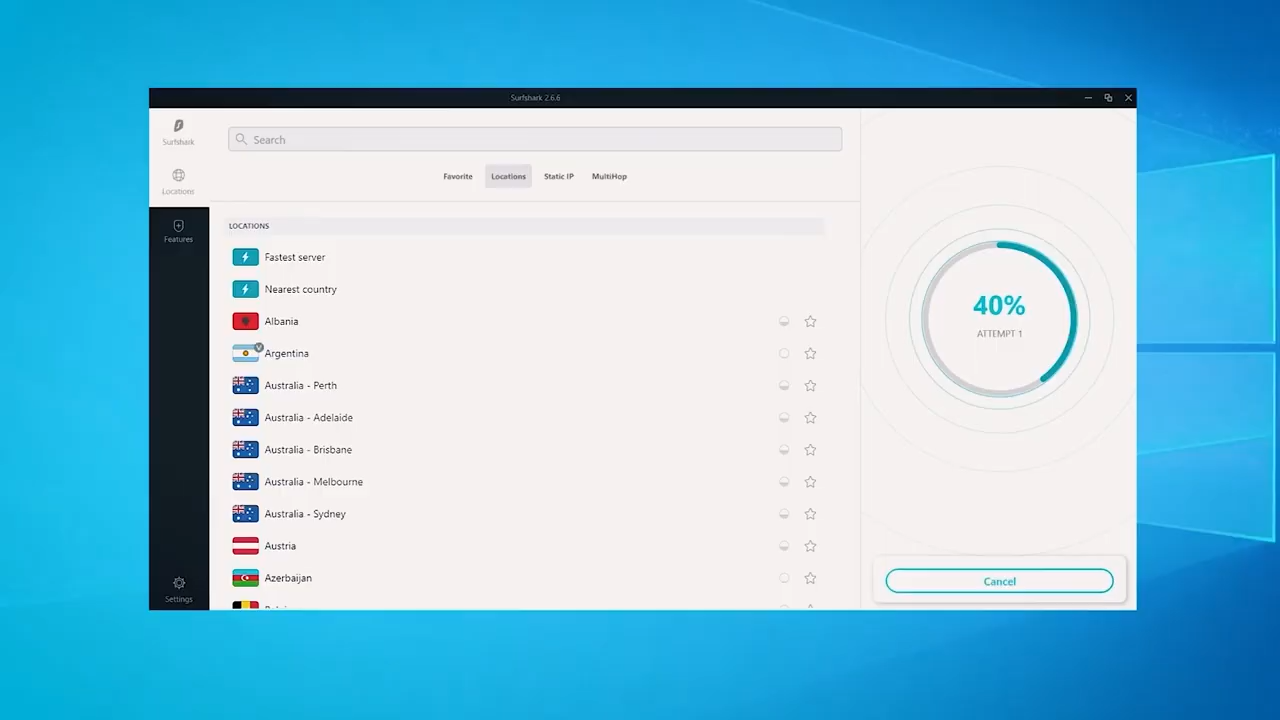 Surfshark 2.6.6
Surfshark
Search
Locations
Favorite Locations Static IP MultiHop
Features
LOCATIONS
Fastest server
Nearest country
Albania
Argentina
Australia - Perth
Australia - Adelaide
Australia - Brisbane
Australia - Melbourne
Australia - Sydney
Austria
Azerbaijan
Settings
40%
ATTEMPT 1
Cancel